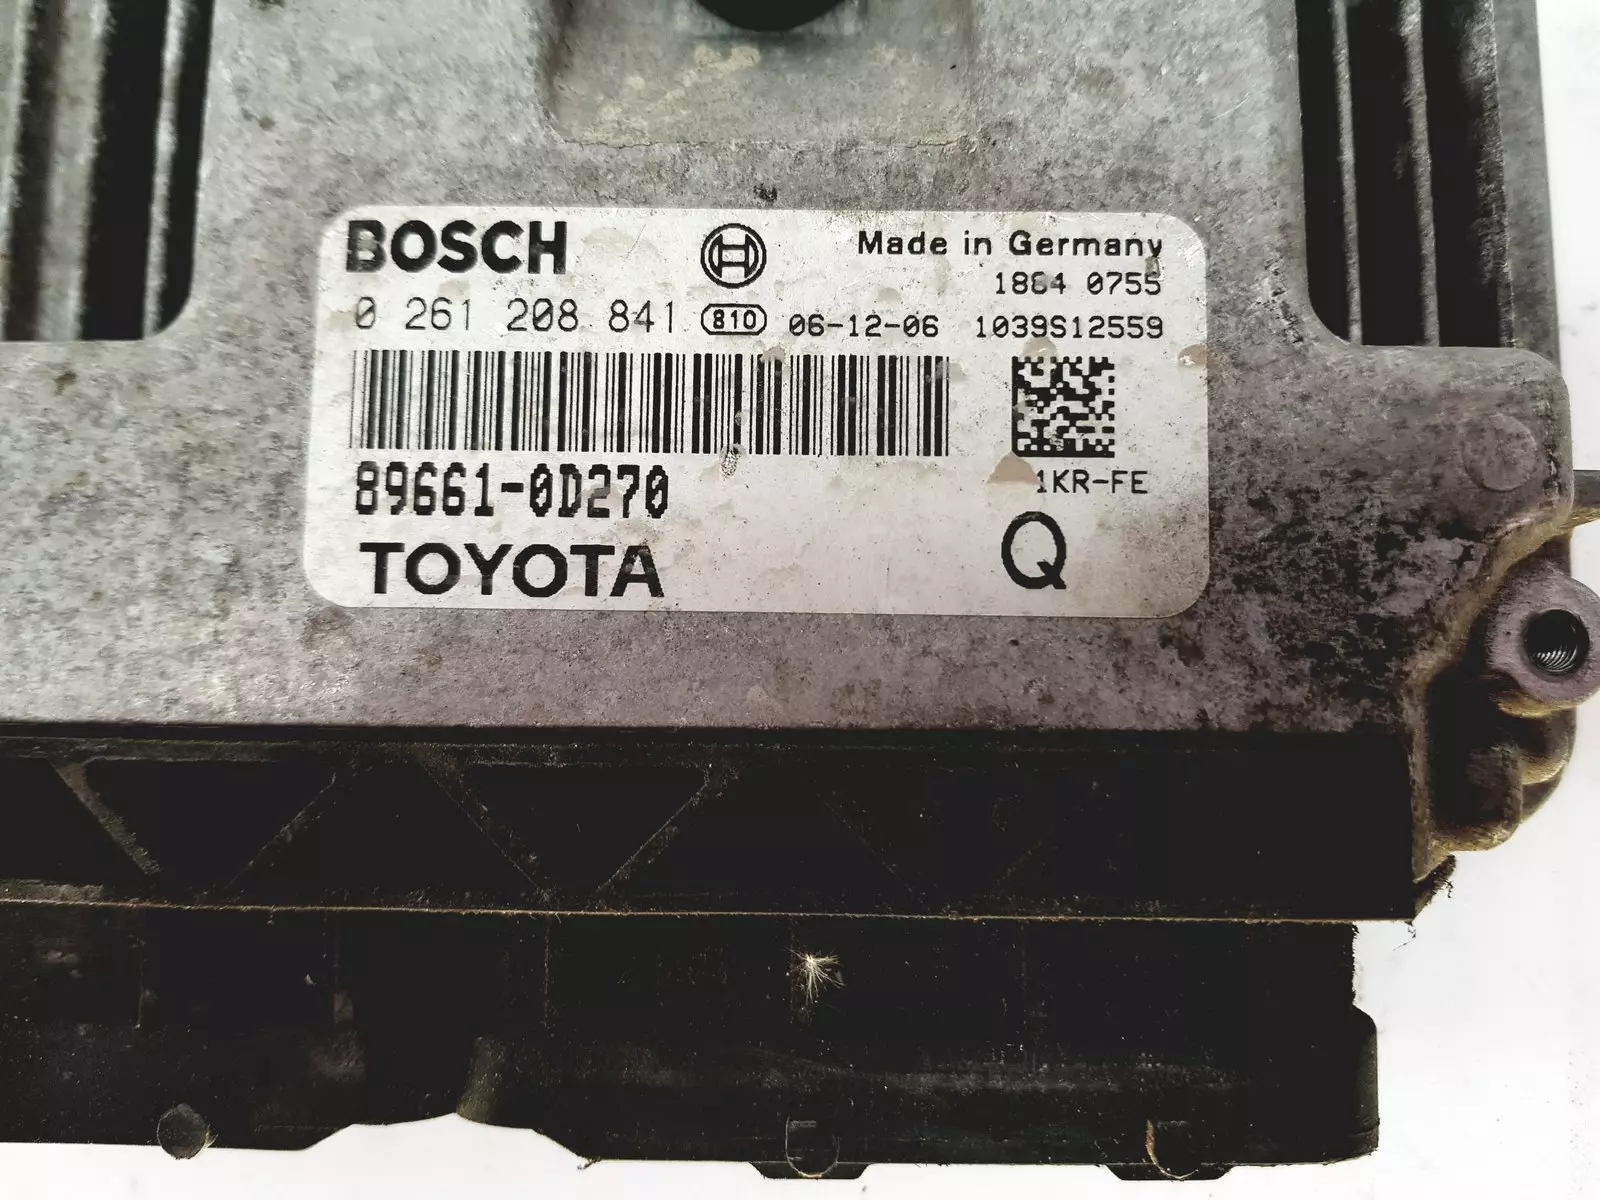 BOSCH
Made in Germany
1884 0755
0 261 208 841 810 06-12-06 1039S12559
89661-0D270
1KR-FE
TOYOTA
Q